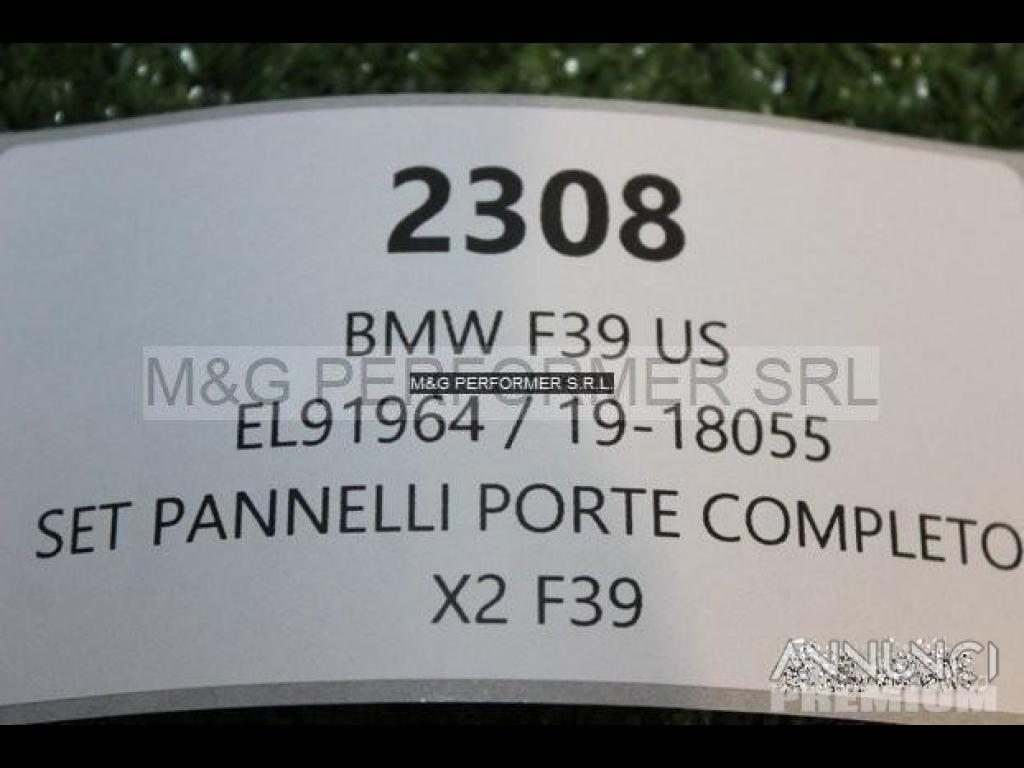 2308
BMW F39 US
M&G PERFORMER SRL
M&G PERFORMER S.R.L.
EL91964 / 19-18055
SET PANNELLI PORTE COMPLETO
X2 F39
ANNUNCI
PREMIUM